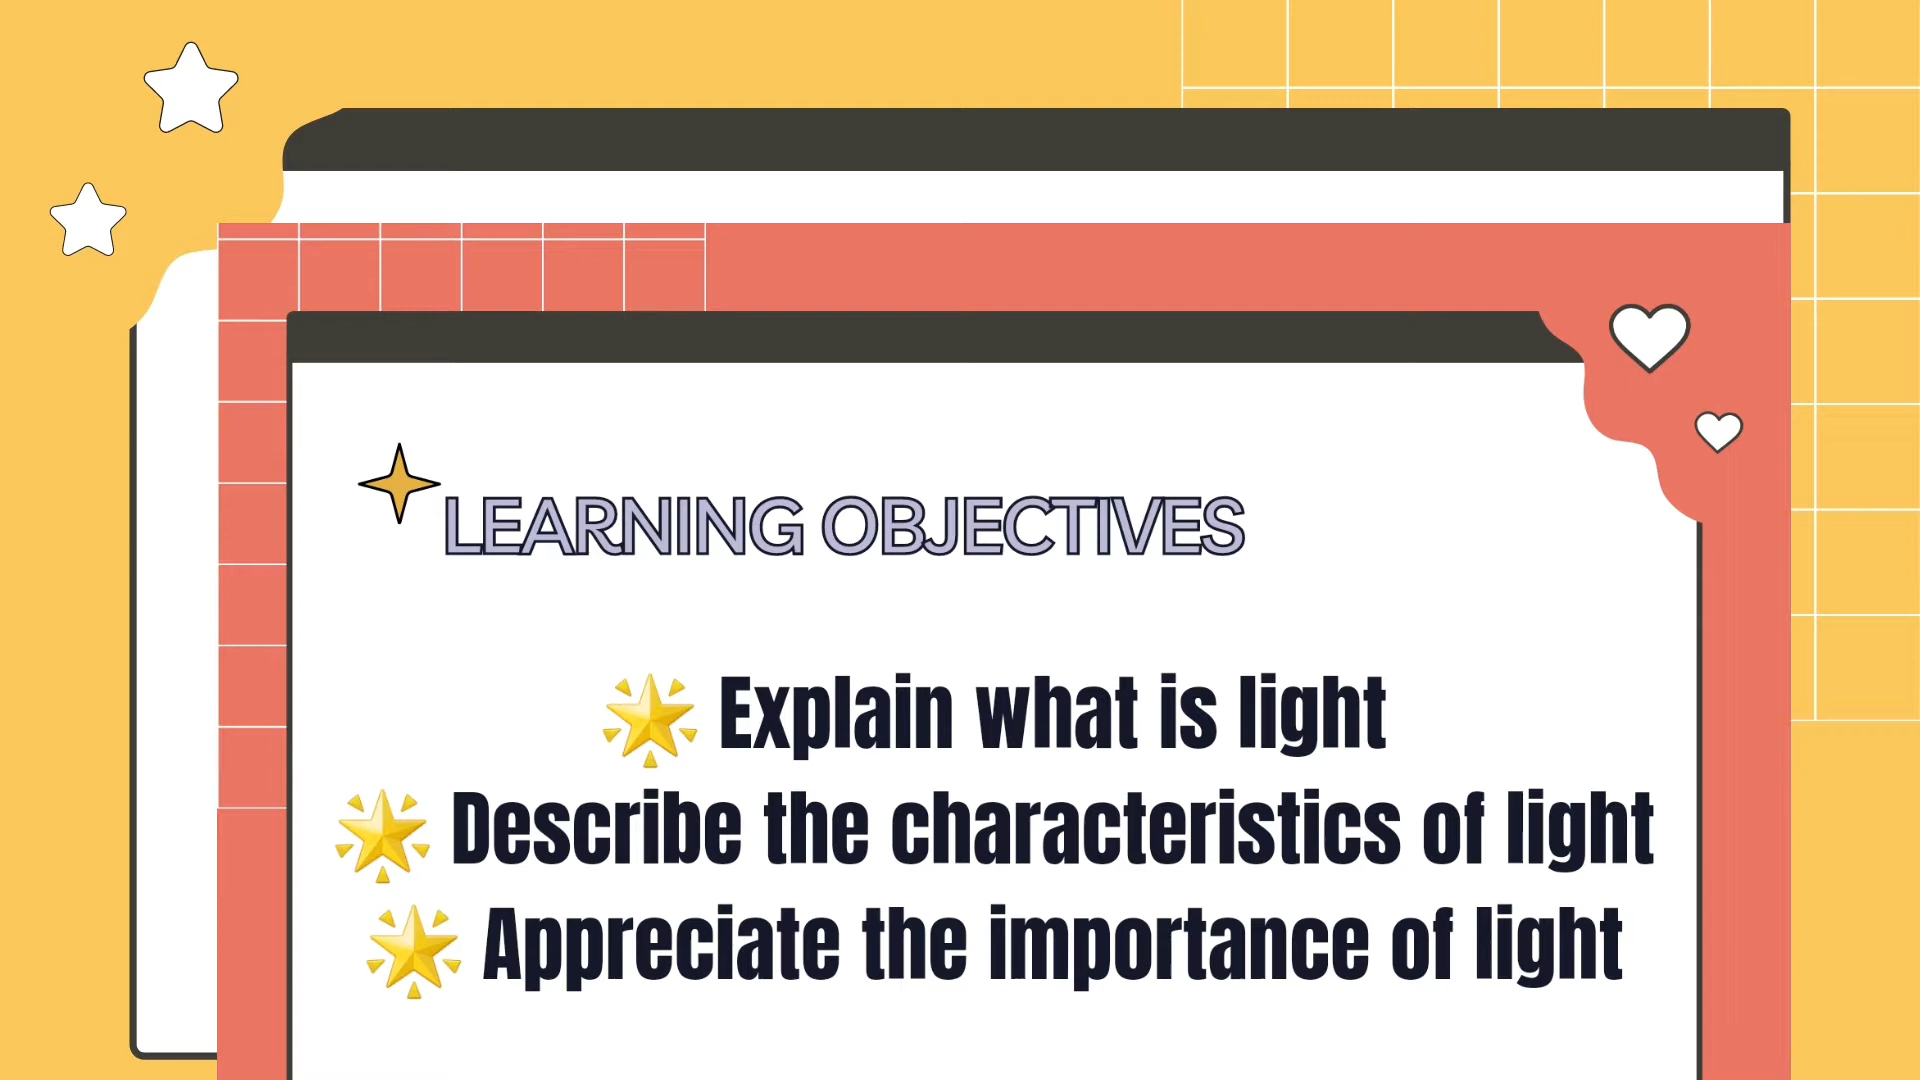 LEARNING OBJECTIVES
🌟 Explain what is light
🌟 Describe the characteristics of light
🌟 Appreciate the importance of light